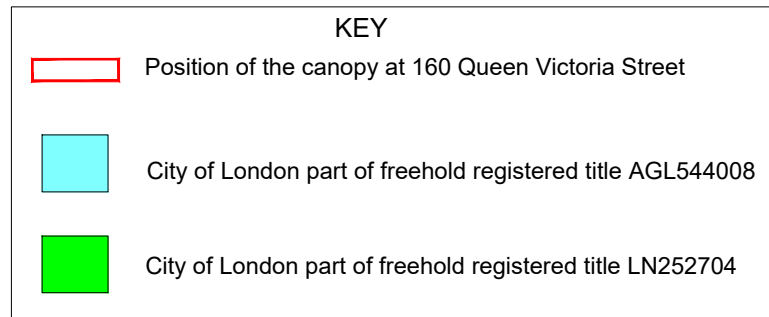 KEY
Position of the canopy at 160 Queen Victoria Street
City of London part of freehold registered title AGL544008
City of London part of freehold registered title LN252704